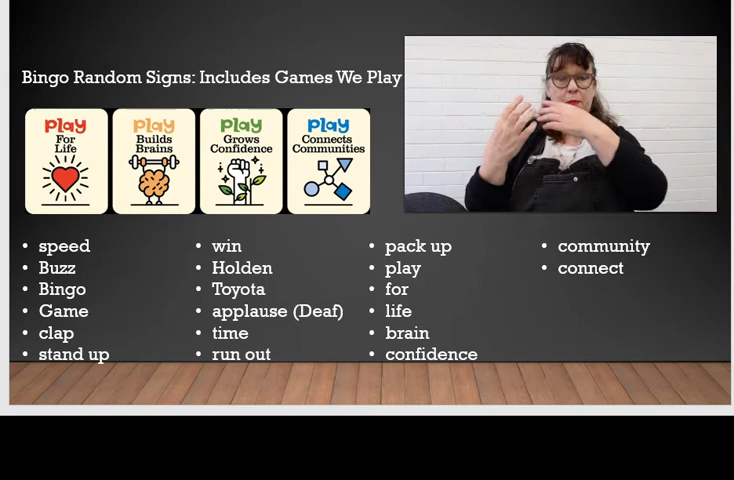 Bingo Random Signs: Includes Games We Play
play
For
Life
play
Builds
Brains
play
Grows
Confidence
play
Connects
Communities
• speed
• Buzz
• Bingo
• Game
• clap
• stand up
• win
• Holden
• Toyota
• applause (Deaf)
• time
• run out
• pack up
• play
• for
• life
• brain
• confidence
• community
• connect